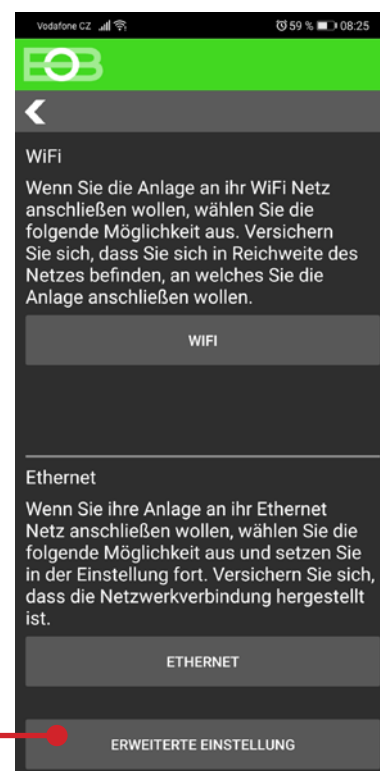 Vodafone CZ 59 % 08:25
EOB
WiFi
Wenn Sie die Anlage an ihr WiFi Netz
anschließen wollen, wählen Sie die
folgende Möglichkeit aus. Versichern
Sie sich, dass Sie sich in Reichweite des
Netzes befinden, an welches Sie die
Anlage anschließen wollen.
WIFI
Ethernet
Wenn Sie ihre Anlage an ihr Ethernet
Netz anschließen wollen, wählen Sie die
folgende Möglichkeit aus und setzen Sie
in der Einstellung fort. Versichern Sie sich,
dass die Netzwerkverbindung hergestellt
ist.
ETHERNET
ERWEITERTE EINSTELLUNG